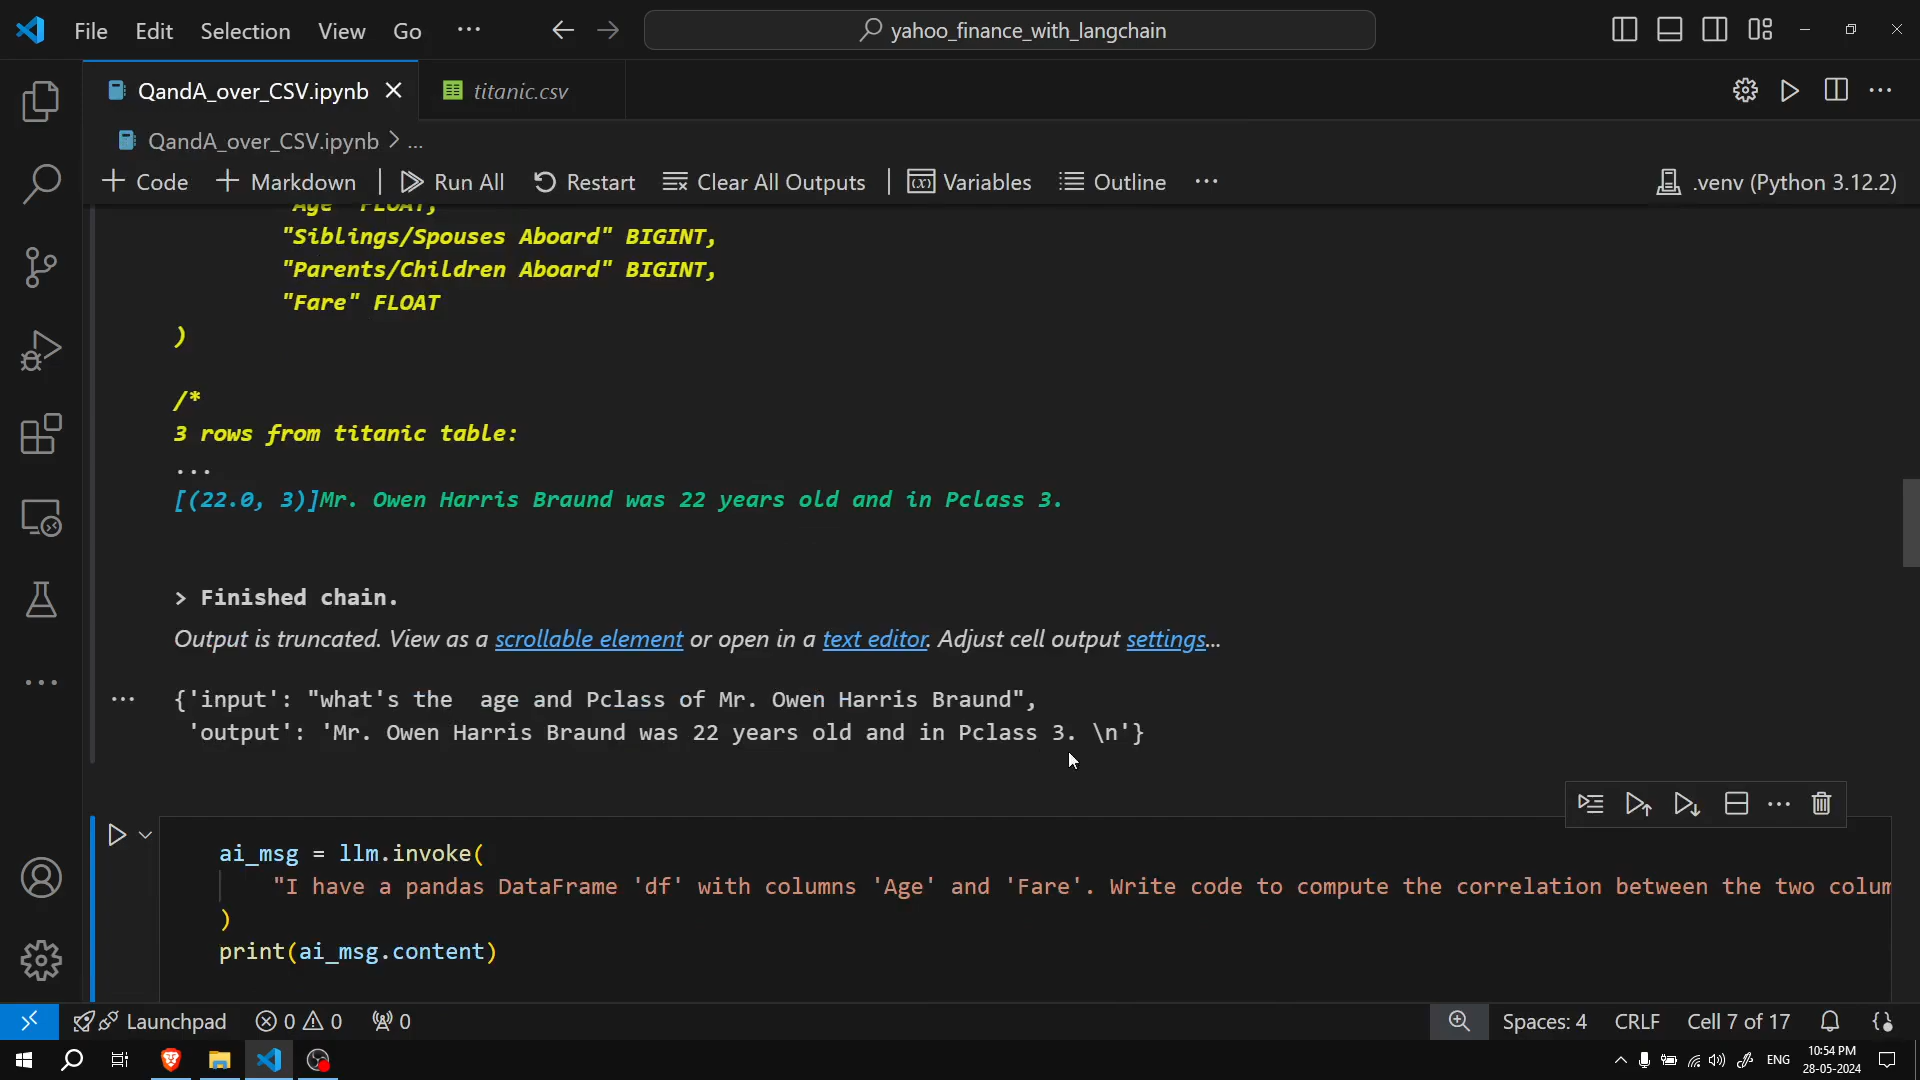 File Edit Selection View Go ...
yahoo_finance_with_langchain
QandA_over_CSV.ipynb titanic.csv
QandA_over_CSV.ipynb > ...
+ Code + Markdown | Run All Restart Clear All Outputs | Variables Outline ... .venv (Python 3.12.2)
"Age" FLOAT,
"Siblings/Spouses Aboard" BIGINT,
"Parents/Children Aboard" BIGINT,
"Fare" FLOAT
)
/*
3 rows from titanic table:
...
[(22.0, 3)]Mr. Owen Harris Braund was 22 years old and in Pclass 3.
> Finished chain.
Output is truncated. View as a scrollable element or open in a text editor. Adjust cell output settings...
{'input': "what's the  age and Pclass of Mr. Owen Harris Braund",
'output': 'Mr. Owen Harris Braund was 22 years old and in Pclass 3. \n'}
ai_msg = llm.invoke(
"I have a pandas DataFrame 'df' with columns 'Age' and 'Fare'. Write code to compute the correlation between the two colum
)
print(ai_msg.content)
Launchpad 0 0 0 Spaces: 4 CRLF Cell 7 of 17
ENG 10:54 PM
28-05-2024